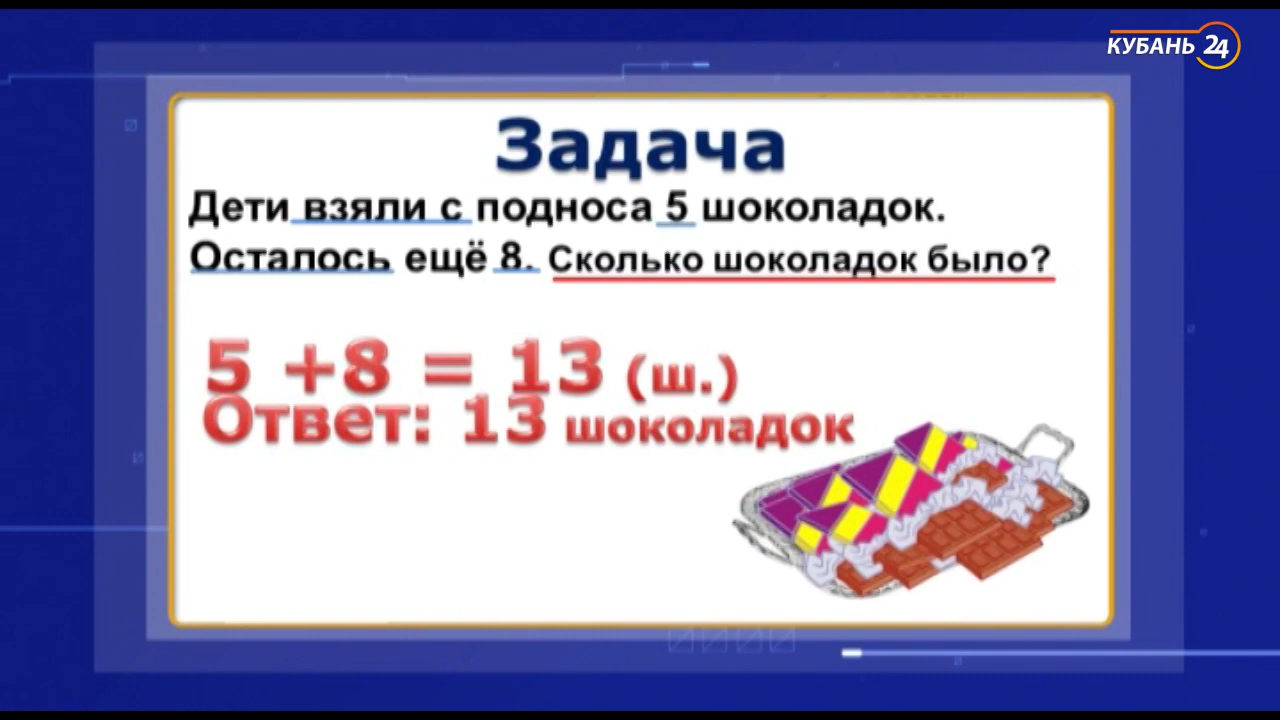 КУБАНЬ 24
Задача
Дети взяли с подноса 5 шоколадок.
Осталось ещё 8. Сколько шоколадок было?
5 +8 = 13 (ш.)
Ответ: 13 шоколадок